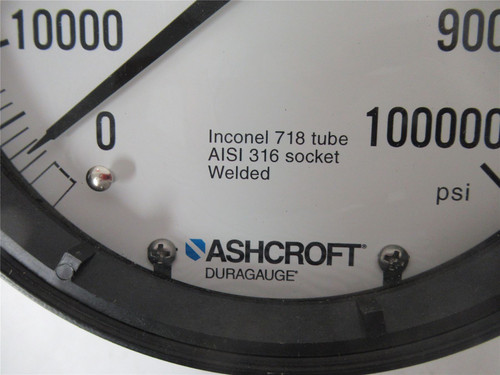 10000
900
0
100000
Inconel 718 tube
AISI 316 socket
Welded
psi
ASHCROFT®
DURAGAUGE®